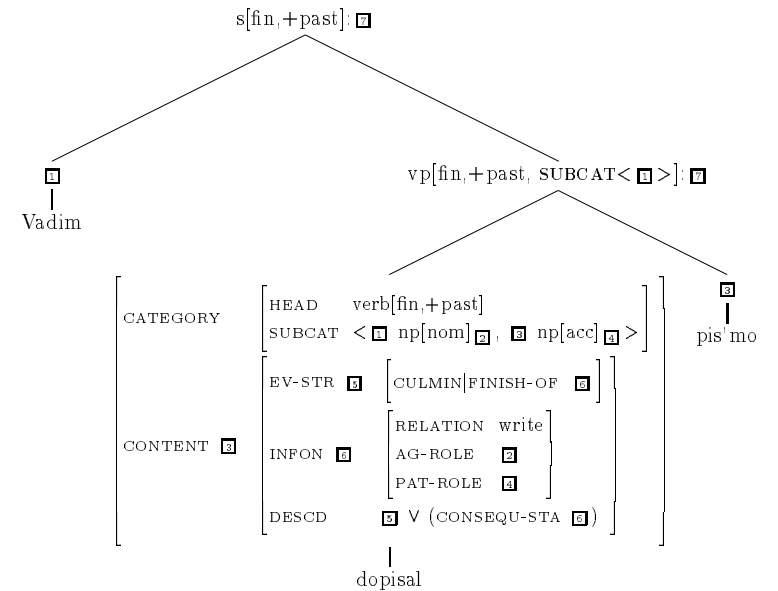 s[fin,+past]: 7
1 vp[fin,+past, SUBCAT< 1 >]: 7
Vadim
CATEGORY HEAD verb[fin,+past]
SUBCAT < 1 np[nom] 2 , 3 np[acc] 4 >
3
pis'mo
CONTENT 3 EV-STR 5 [CULMIN|FINISH-OF 6 ]
INFON 6 RELATION write
AG-ROLE 2
PAT-ROLE 4
DESCD 5 ∨ (CONSEQU-STA 6 )
dopisal